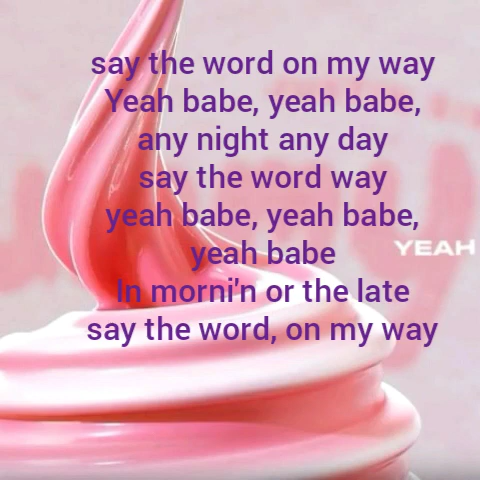 say the word on my way
Yeah babe, yeah babe,
any night any day
say the word way
yeah babe, yeah babe,
yeah babe
YEAH
In morni'n or the late
say the word, on my way